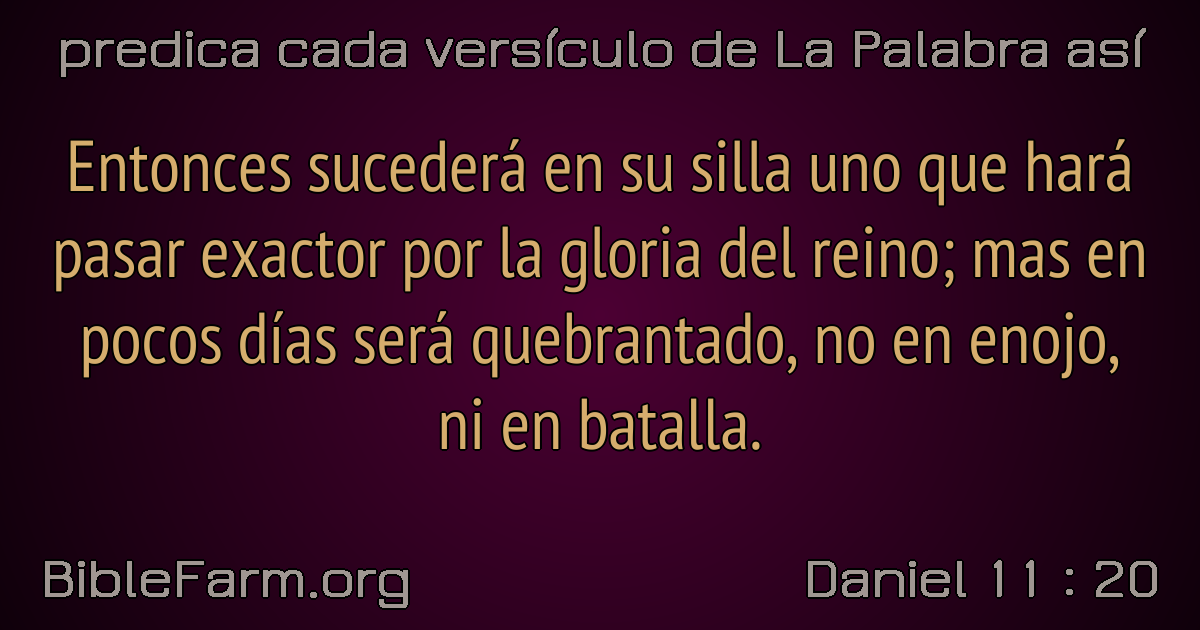 predica cada versículo de La Palabra así
Entonces sucederá en su silla uno que hará
pasar exactor por la gloria del reino; mas en
pocos días será quebrantado, no en enojo,
ni en batalla.
BibleFarm.org
Daniel 11 : 20